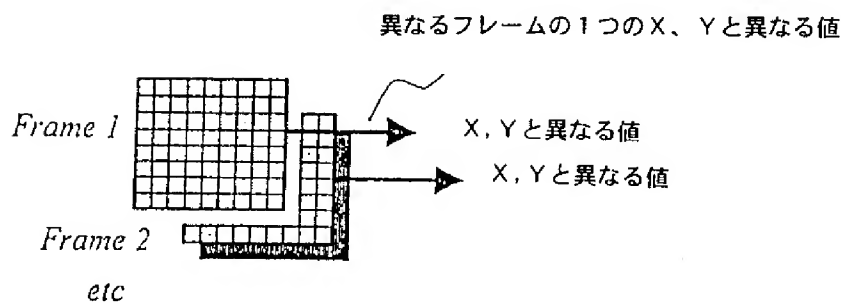 異なるフレームの1つのX、Yと異なる値
Frame 1
X, Yと異なる値
X, Yと異なる値
Frame 2
etc